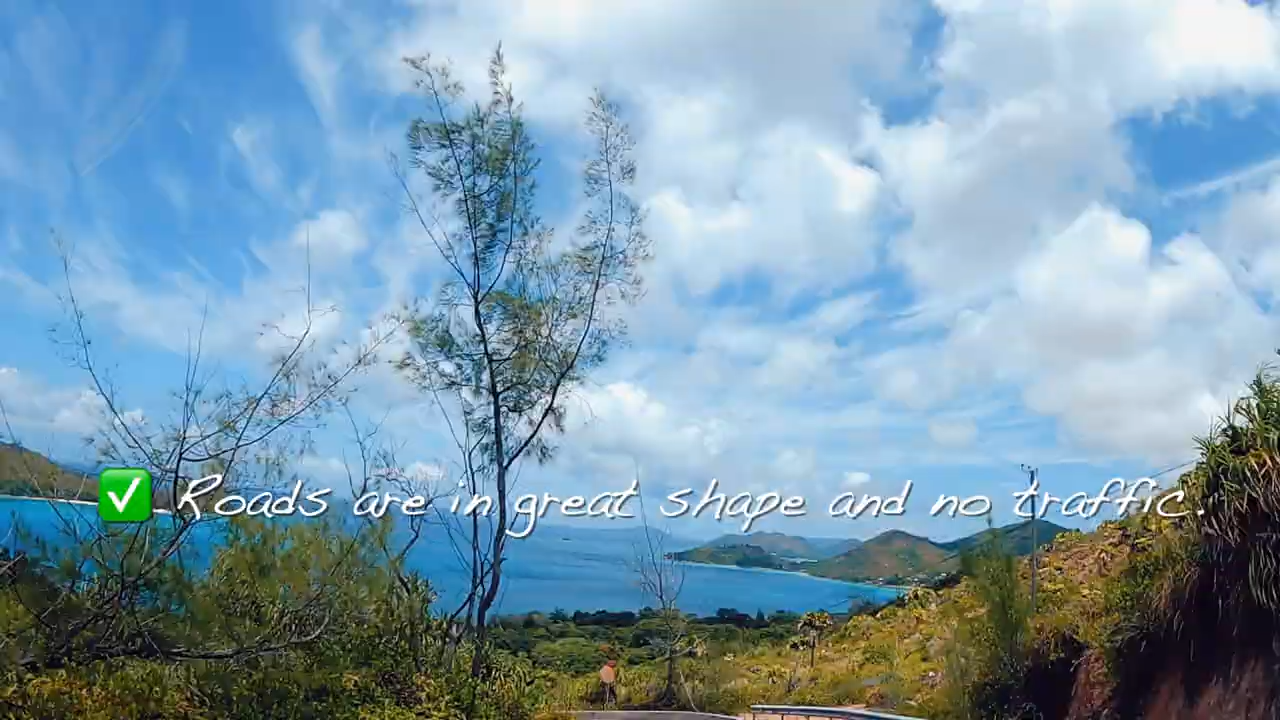 ✅ Roads are in great shape and no traffic.